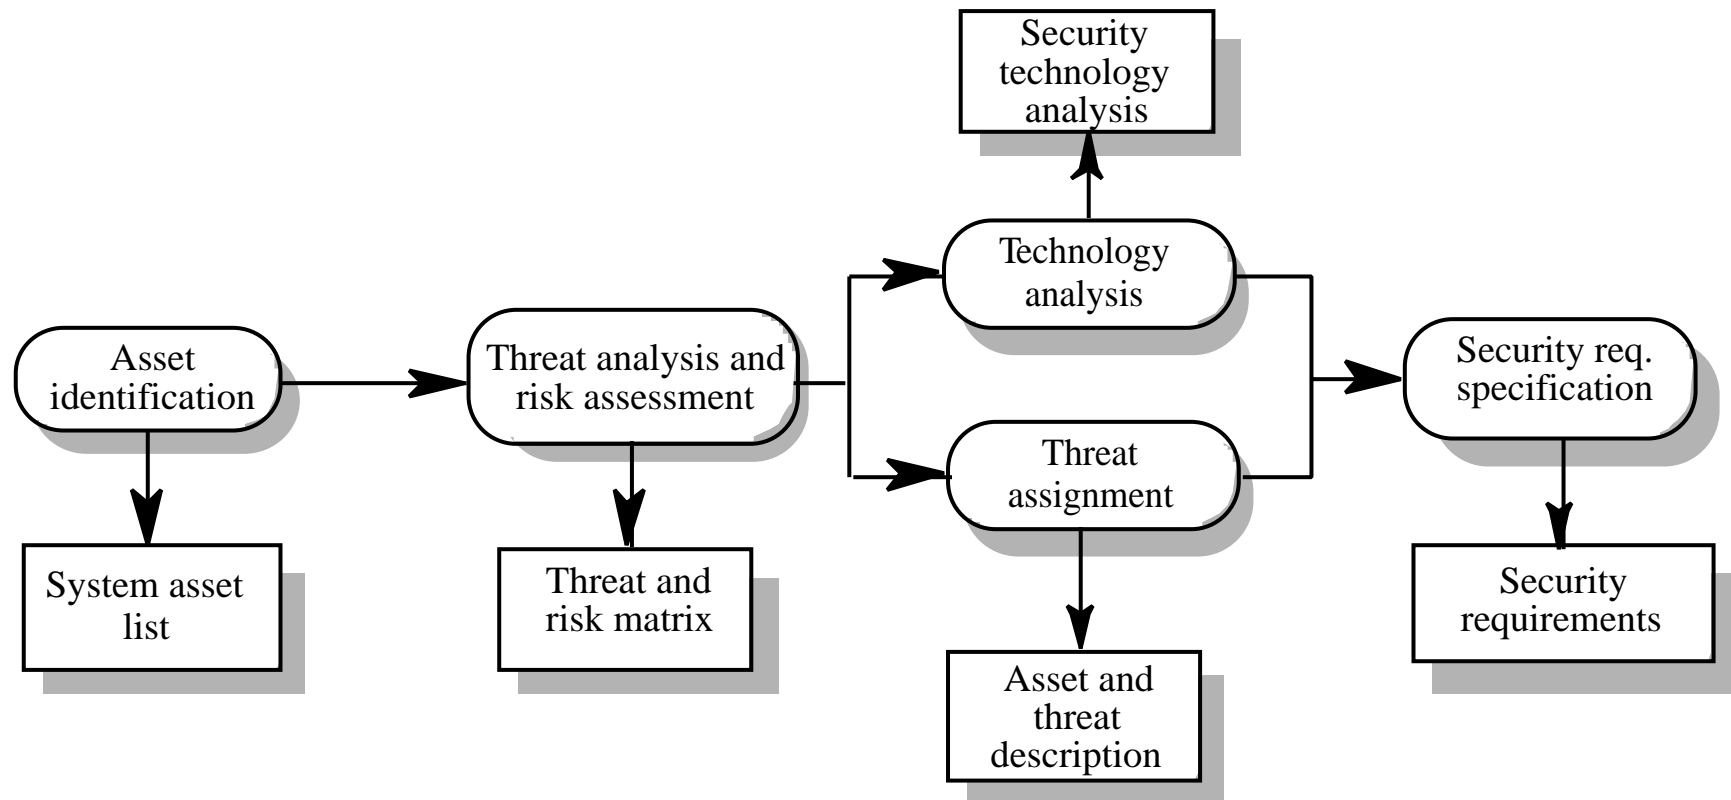 Security
technology
analysis
Technology
analysis
Asset
identification
Threat analysis and
risk assessment
Security req.
specification
Threat
assignment
System asset
list
Threat and
risk matrix
Security
requirements
Asset and
threat
description